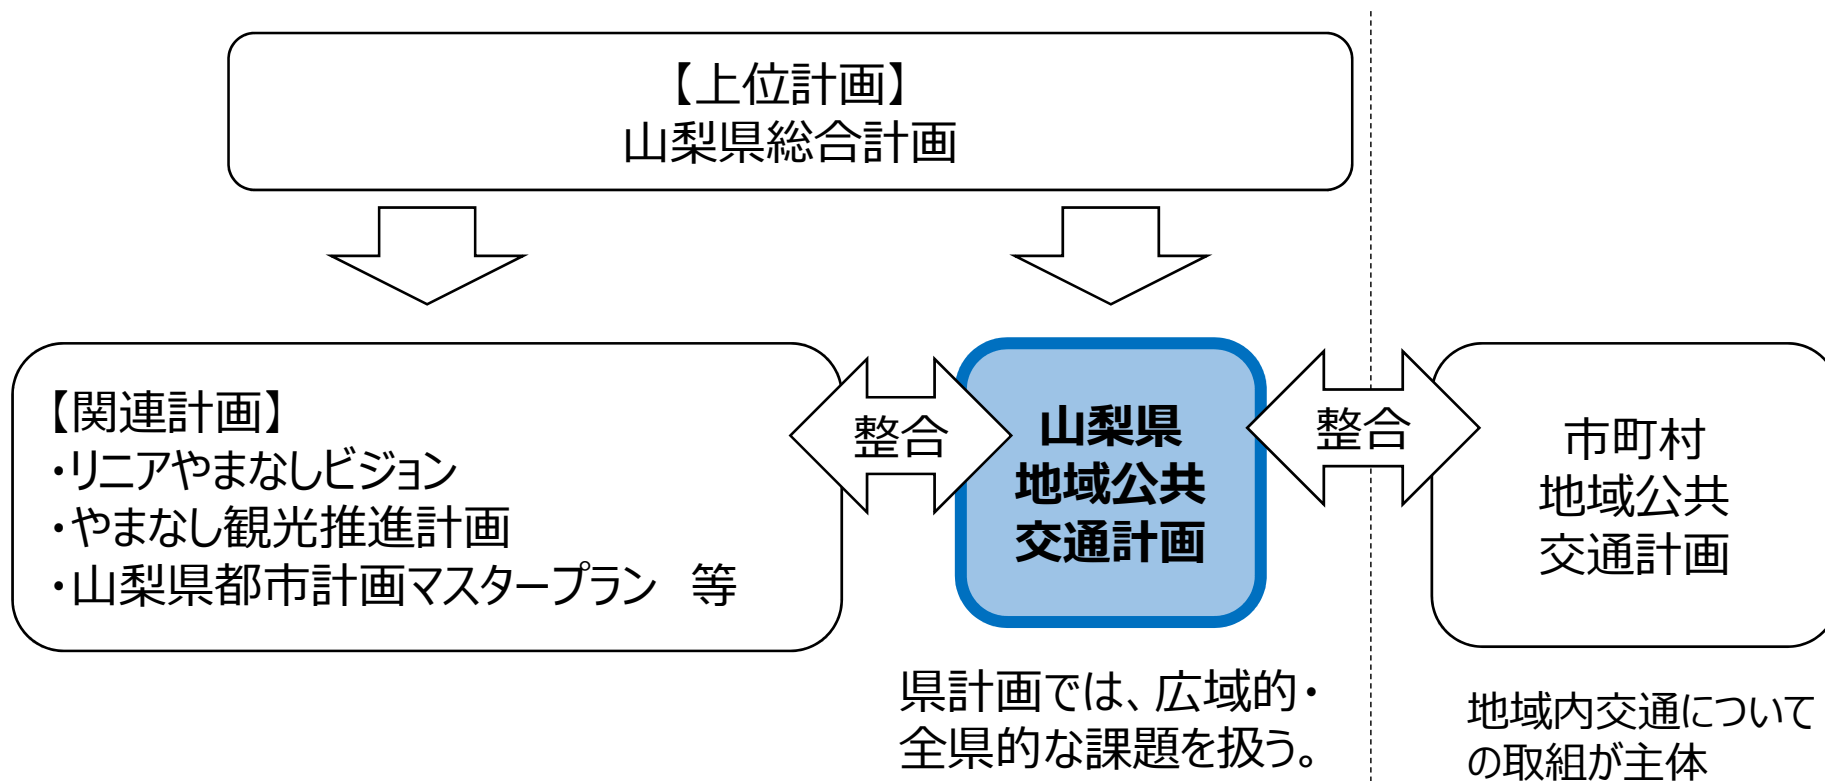 【上位計画】
山梨県総合計画
【関連計画】
・リニアやまなしビジョン
・やまなし観光推進計画
・山梨県都市計画マスタープラン　等
整合
山梨県
地域公共
交通計画
整合
市町村
地域公共
交通計画
県計画では、広域的・
全県的な課題を扱う。
地域内交通について
の取組が主体